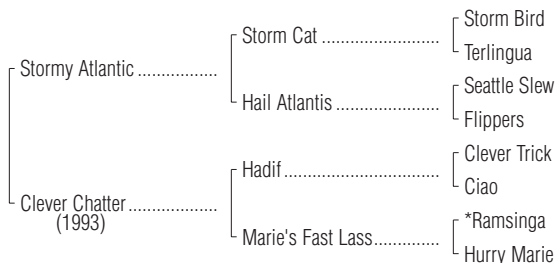 Storm Bird
Storm Cat ..........................
Terlingua
Stormy Atlantic .................
Seattle Slew
Hail Atlantis .......................
Flippers
Clever Trick
Hadif ..................................
Ciao
Clever Chatter ...................
(1993)
*Ramsinga
Marie's Fast Lass ...............
Hurry Marie